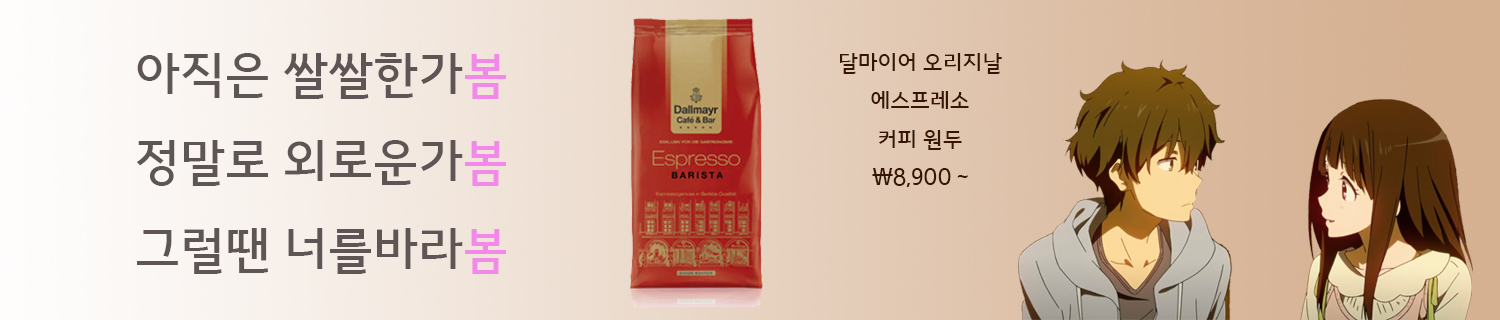 아직은 쌀쌀한가봄
정말로 외로운가봄
그럴땐 너를바라봄
Dallmayr
Café & Bar
Espresso
BARISTA
달마이어 오리지날
에스프레소
커피 원두
₩8,900 ~